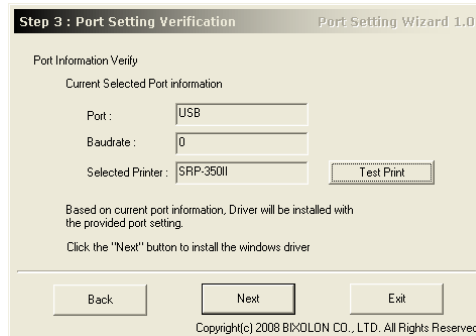 Step 3 : Port Setting Verification Port Setting Wizard 1.0
Port Information Verify
Current Selected Port information
Port : USB
Baudrate : 0
Selected Printer : SRP-350II Test Print
Based on current port information, Driver will be installed with
the provided port setting.
Click the "Next" button to install the windows driver
Back Next Exit
Copyright(c) 2008 BIXOLON CO., LTD. All Rights Reserved